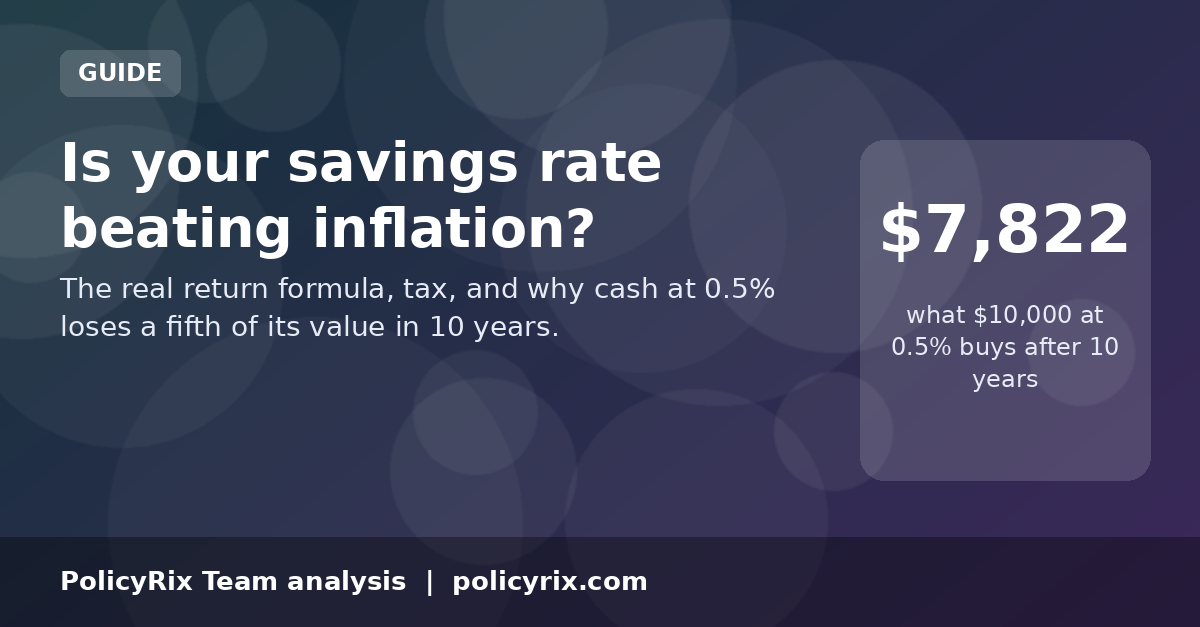 GUIDE
Is your savings rate
beating inflation?
The real return formula, tax, and why cash at 0.5%
loses a fifth of its value in 10 years.
$7,822
what $10,000 at
0.5% buys after 10
years
PolicyRix Team analysis | policyrix.com